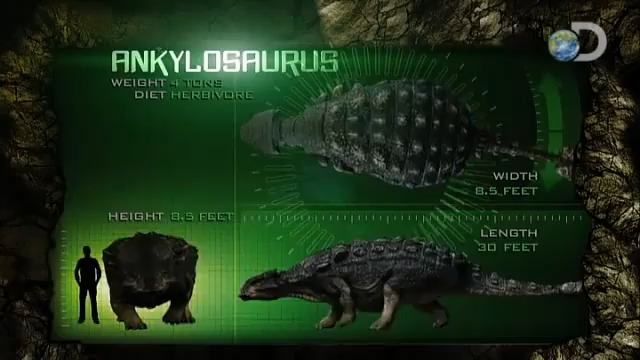 ANKYLOSAURUS
WEIGHT 4 TONS
DIET HERBIVORE
WIDTH
8.5 FEET
HEIGHT 8.5 FEET
LENGTH
30 FEET
D